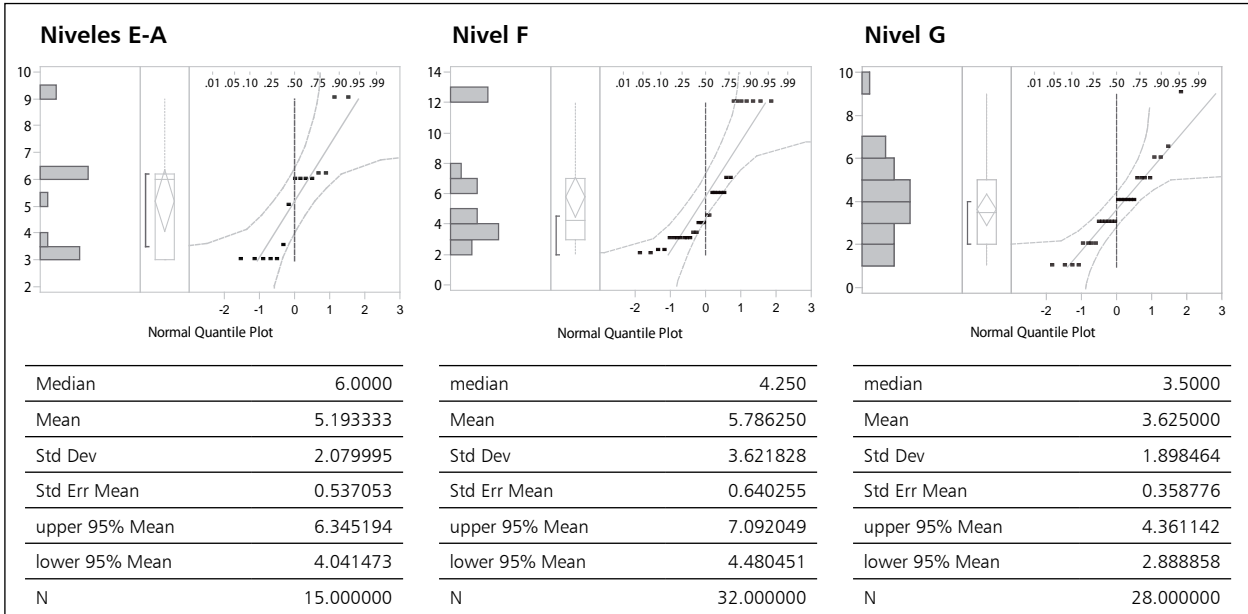 Niveles E-A
10
9
8
7
6
5
4
3
2
.01 .05 .10 .25 .50 .75 .90 .95 .99
-2 -1 0 1 2 3
Normal Quantile Plot
Median 6.0000
Mean 5.193333
Std Dev 2.079995
Std Err Mean 0.537053
upper 95% Mean 6.345194
lower 95% Mean 4.041473
N 15.000000
Nivel F
14
12
10
8
6
4
2
0
.01 .05 .10 .25 .50 .75 .90 .95 .99
-2 -1 0 1 2 3
Normal Quantile Plot
median 4.250
Mean 5.786250
Std Dev 3.621828
Std Err Mean 0.640255
upper 95% Mean 7.092049
lower 95% Mean 4.480451
N 32.000000
Nivel G
10
8
6
4
2
0
.01 .05 .10 .25 .50 .75 .90 .95 .99
-2 -1 0 1 2 3
Normal Quantile Plot
median 3.5000
Mean 3.625000
Std Dev 1.898464
Std Err Mean 0.358776
upper 95% Mean 4.361142
lower 95% Mean 2.888858
N 28.000000